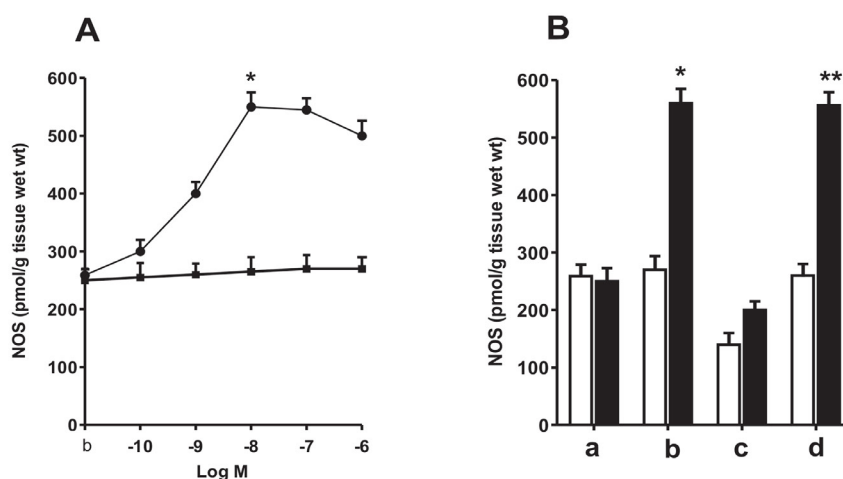 A
*
600
500
400
300
200
100
0
NOS (pmol/g tissue wet wt)
b -10 -9 -8 -7 -6
Log M
B
* **
600
500
400
300
200
100
0
NOS (pmol/g tissue wet wt)
a b c d